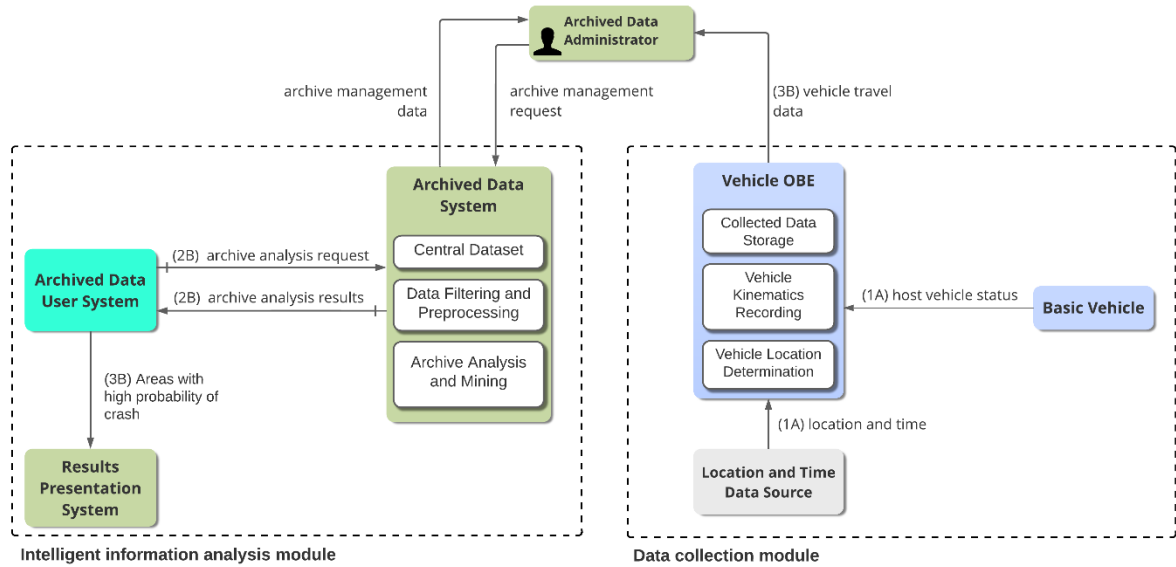 Archived Data
Administrator
archive management
data
archive management
request
(3B) vehicle travel
data
Archived Data
System
Central Dataset
Data Filtering and
Preprocessing
Archive Analysis
and Mining
(2B) archive analysis request
(2B) archive analysis results
Archived Data
User System
(3B) Areas with
high probability of
crash
Results
Presentation
System
Intelligent information analysis module
Vehicle OBE
Collected Data
Storage
Vehicle
Kinematics
Recording
Vehicle Location
Determination
(1A) host vehicle status
Basic Vehicle
(1A) location and time
Location and Time
Data Source
Data collection module